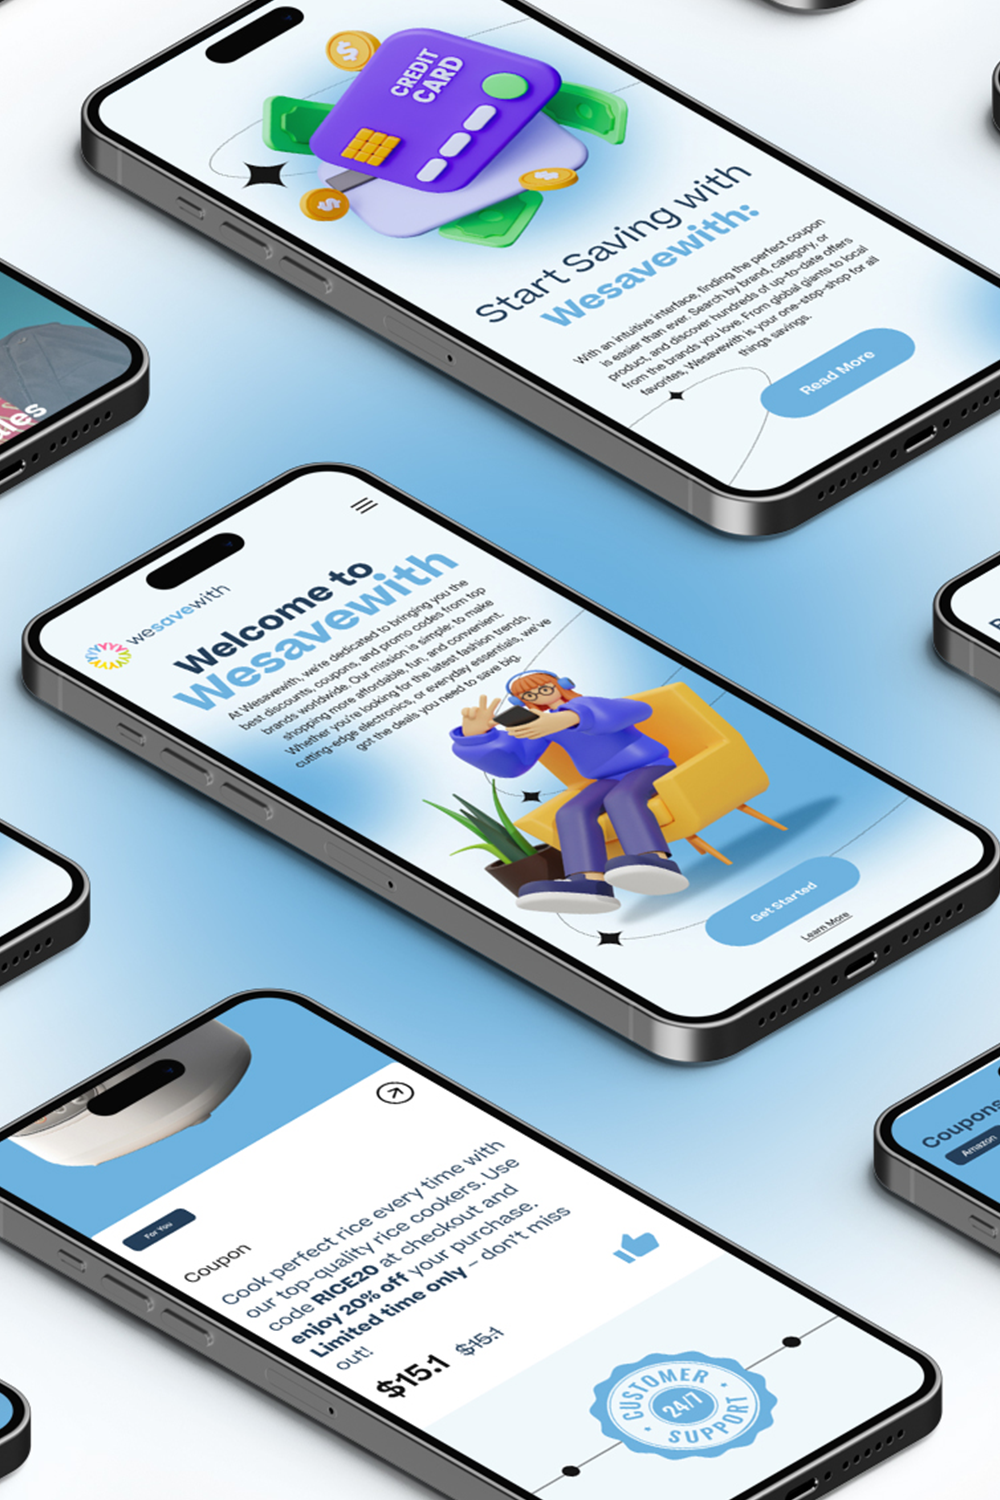 CREDIT
CARD
Start Saving with
Wesavewith:
With an intuitive interface, finding the perfect coupon
is easier than ever. Search by brand, category, or
product, and discover hundreds of up-to-date offers
from the brands you love. From global giants to local
favorites, Wesavewith is your one-stop-shop for all
things savings.
Read More
wesavewith
Welcome to
Wesavewith
At Wesavewith, we're dedicated to bringing you the
best discounts, coupons, and promo codes from top
brands worldwide. Our mission is simple: to make
shopping more affordable, fun, and convenient.
Whether you're looking for the latest fashion trends,
cutting-edge electronics, or everyday essentials, we've
got the deals you need to save big.
Get Started
Learn More
For You
Coupon
Cook perfect rice every time with
our top-quality rice cookers. Use
code RICE20 at checkout and
enjoy 20% off your purchase.
Limited time only – don't miss
out!
$15.1 $15.1
CUSTOMER
24/7
SUPPORT
Coupons
Amazon